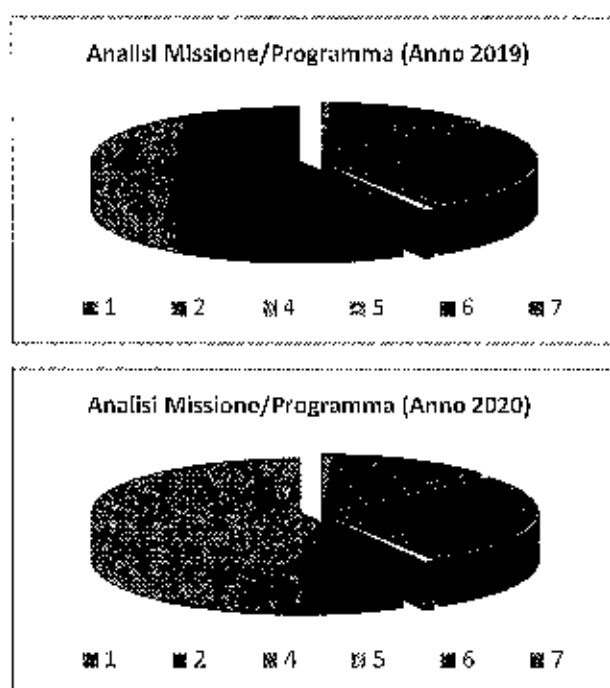 Analisi Missione/Programma (Anno 2019)
1 2 4 5 6 7
Analisi Missione/Programma (Anno 2020)
1 2 4 5 6 7